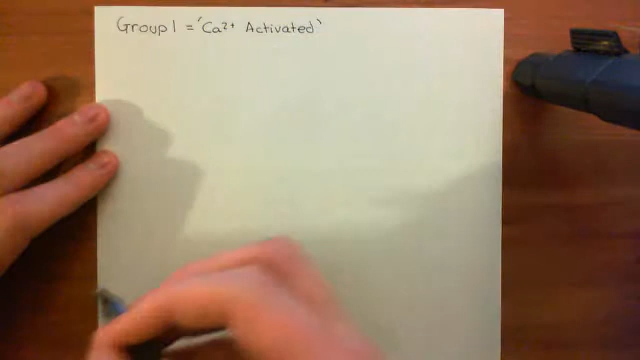 Group 1 = 'Ca²⁺ Activated'